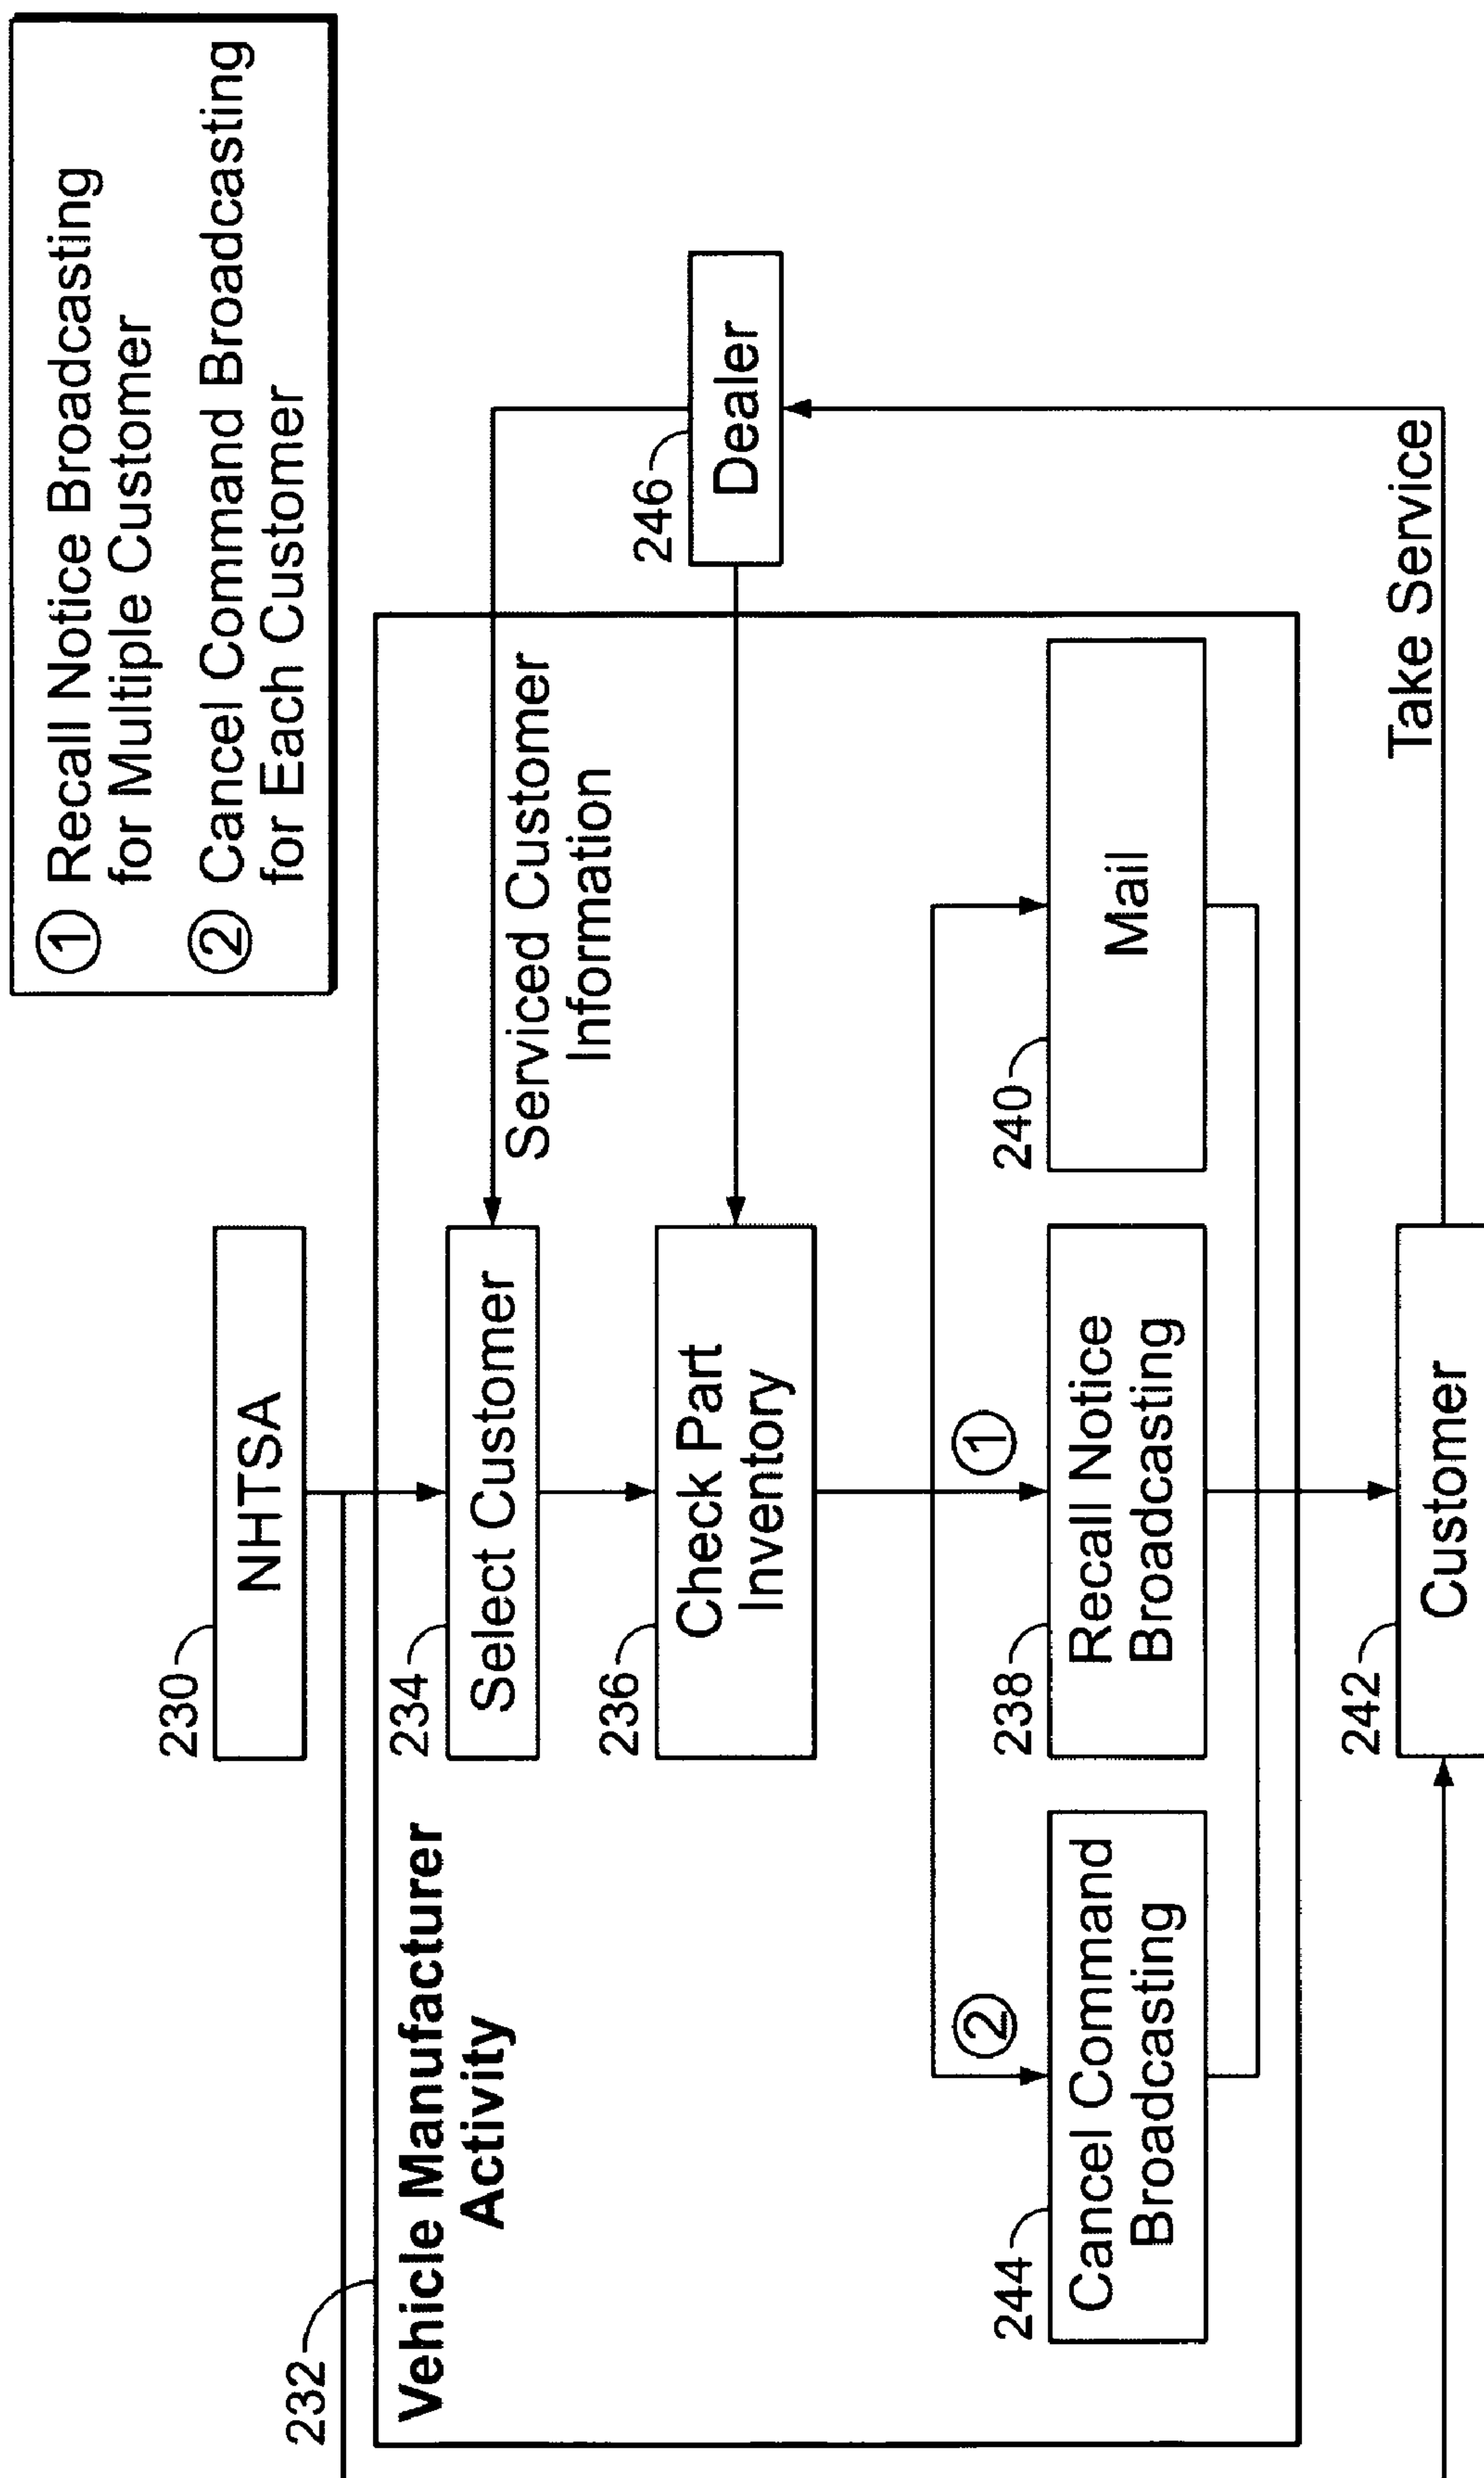 ① Recall Notice Broadcasting
for Multiple Customer
② Cancel Command Broadcasting
for Each Customer
230
NHTSA
232
Vehicle Manufacturer
Activity
234
Select Customer
Serviced Customer
Information
236
Check Part
Inventory
246
Dealer
②
①
244
Cancel Command
Broadcasting
238
Recall Notice
Broadcasting
240
Mail
242
Customer
Take Service